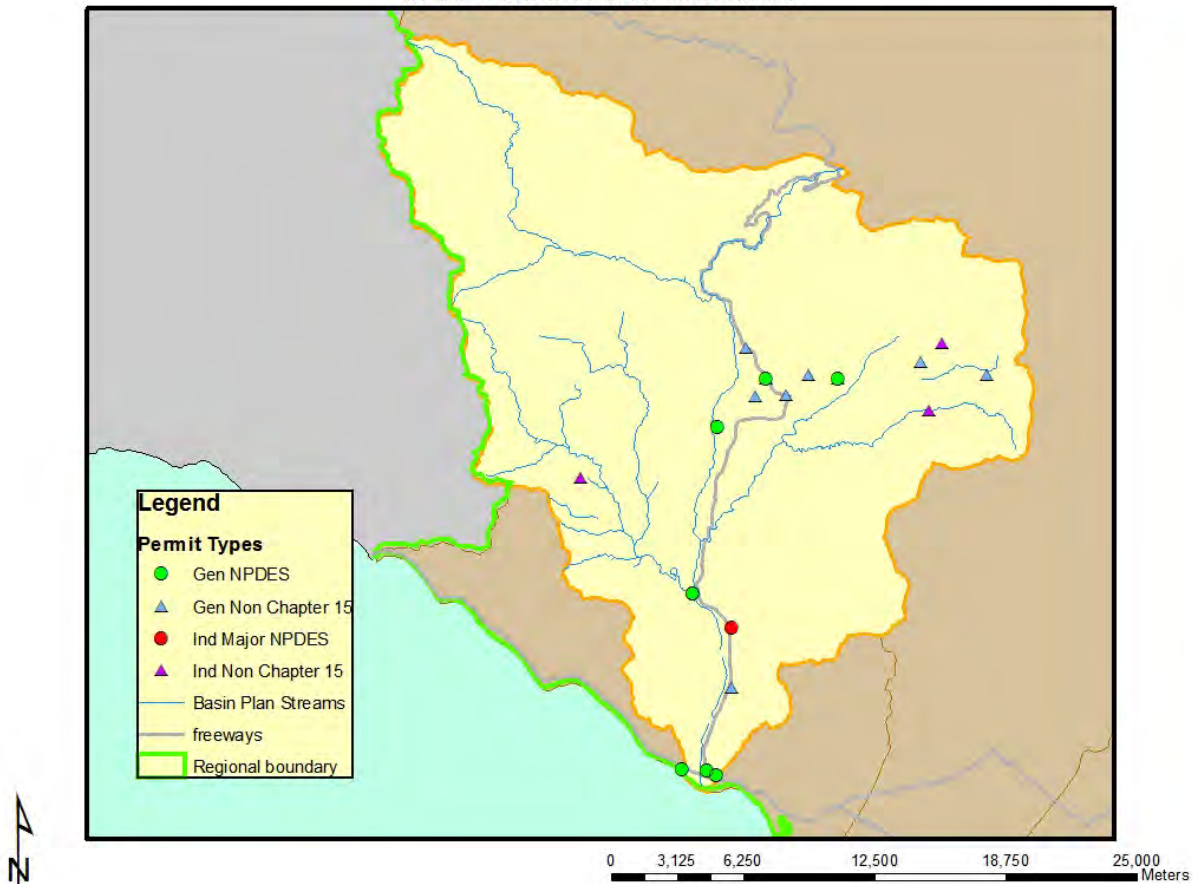 Legend
Permit Types
Gen NPDES
Gen Non Chapter 15
Ind Major NPDES
Ind Non Chapter 15
Basin Plan Streams
freeways
Regional boundary
N
0 3,125 6,250 12,500 18,750 25,000
Meters